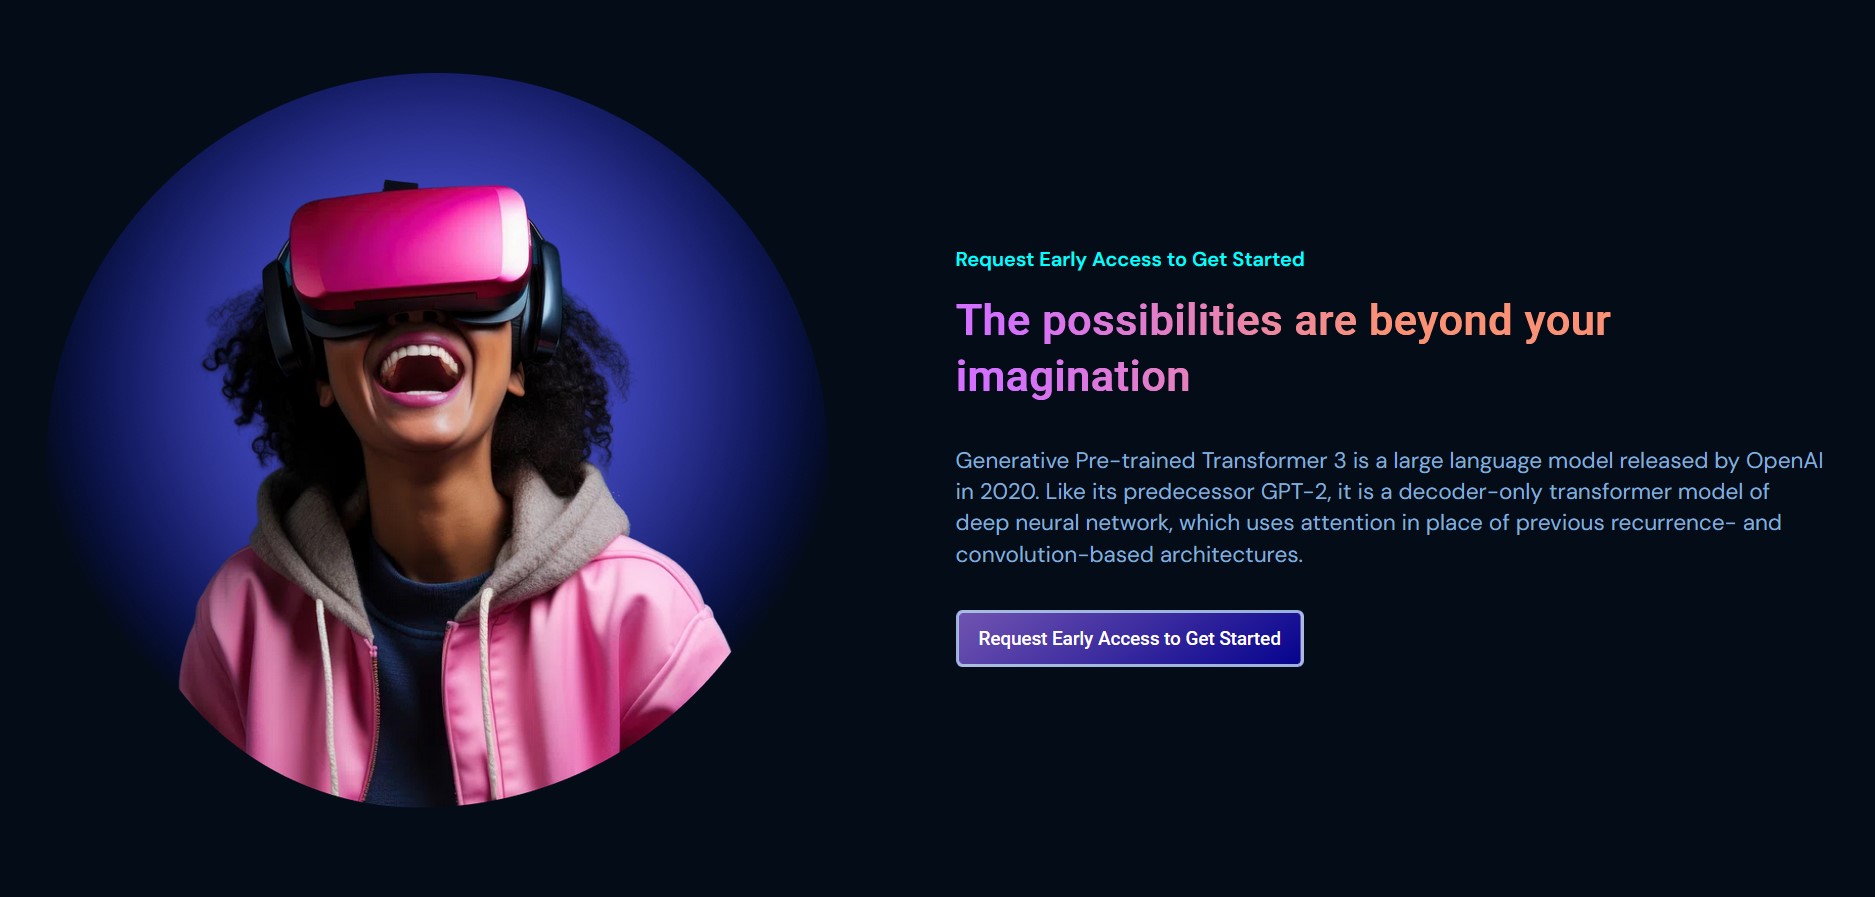 Request Early Access to Get Started
The possibilities are beyond your
imagination
Generative Pre-trained Transformer 3 is a large language model released by OpenAI
in 2020. Like its predecessor GPT-2, it is a decoder-only transformer model of
deep neural network, which uses attention in place of previous recurrence- and
convolution-based architectures.
Request Early Access to Get Started